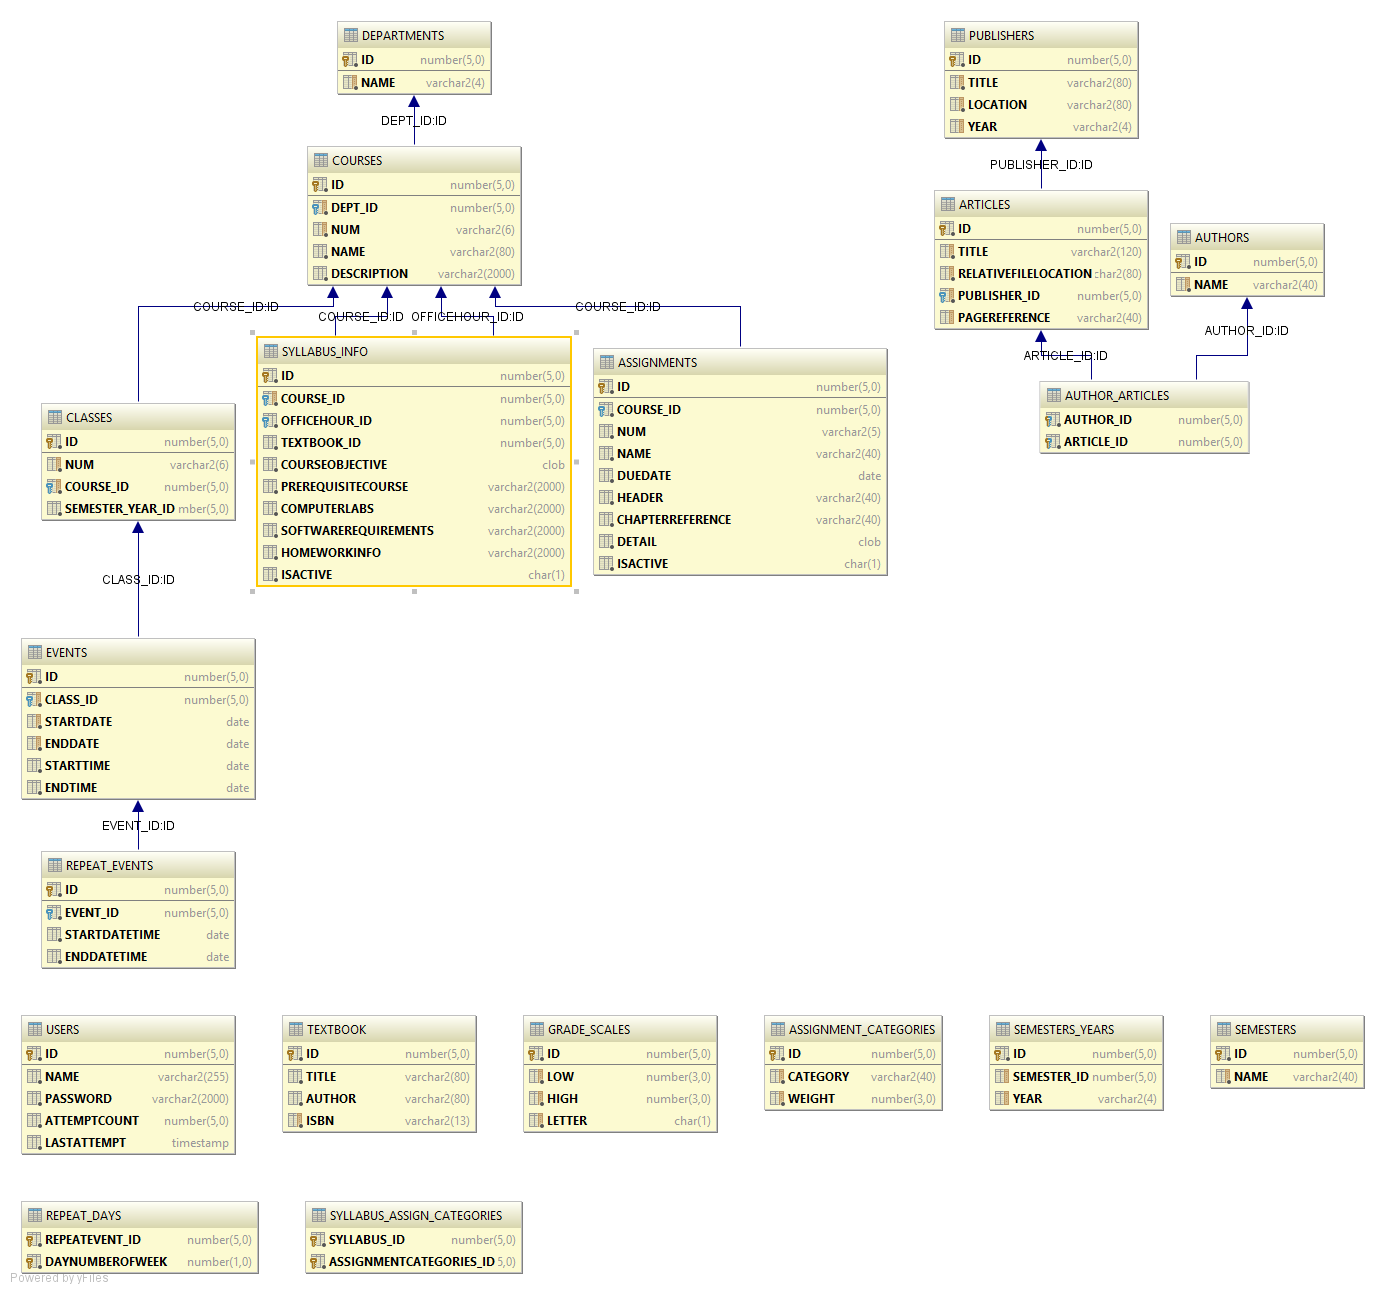 DEPARTMENTS
ID number(5,0)
NAME varchar2(4)
DEPT_ID:ID
COURSES
ID number(5,0)
DEPT_ID number(5,0)
NUM varchar2(6)
NAME varchar2(80)
DESCRIPTION varchar2(2000)
COURSE_ID:ID
COURSE_ID:ID
OFFICEHOUR_ID:ID
COURSE_ID:ID
PUBLISHERS
ID number(5,0)
TITLE varchar2(80)
LOCATION varchar2(80)
YEAR varchar2(4)
PUBLISHER_ID:ID
ARTICLES
ID number(5,0)
TITLE varchar2(120)
RELATIVEFILELOCATION char2(80)
PUBLISHER_ID number(5,0)
PAGEREFERENCE varchar2(40)
AUTHORS
ID number(5,0)
NAME varchar2(40)
AUTHOR_ID:ID
ARTICLE_ID:ID
AUTHOR_ARTICLES
AUTHOR_ID number(5,0)
ARTICLE_ID number(5,0)
SYLLABUS_INFO
ID number(5,0)
COURSE_ID number(5,0)
OFFICEHOUR_ID number(5,0)
TEXTBOOK_ID number(5,0)
COURSEOBJECTIVE clob
PREREQUISITECOURSE varchar2(2000)
COMPUTERLABS varchar2(2000)
SOFTWAREREQUIREMENTS varchar2(2000)
HOMEWORKINFO varchar2(2000)
ISACTIVE char(1)
ASSIGNMENTS
ID number(5,0)
COURSE_ID number(5,0)
NUM varchar2(5)
NAME varchar2(40)
DUEDATE date
HEADER varchar2(40)
CHAPTERREFERENCE varchar2(40)
DETAIL clob
ISACTIVE char(1)
CLASSES
ID number(5,0)
NUM varchar2(6)
COURSE_ID number(5,0)
SEMESTER_YEAR_ID mber(5,0)
CLASS_ID:ID
EVENTS
ID number(5,0)
CLASS_ID number(5,0)
STARTDATE date
ENDDATE date
STARTTIME date
ENDTIME date
EVENT_ID:ID
REPEAT_EVENTS
ID number(5,0)
EVENT_ID number(5,0)
STARTDATETIME date
ENDDATETIME date
USERS
ID number(5,0)
NAME varchar2(255)
PASSWORD varchar2(2000)
ATTEMPTCOUNT number(5,0)
LASTATTEMPT timestamp
TEXTBOOK
ID number(5,0)
TITLE varchar2(80)
AUTHOR varchar2(80)
ISBN varchar2(13)
GRADE_SCALES
ID number(5,0)
LOW number(3,0)
HIGH number(3,0)
LETTER char(1)
ASSIGNMENT_CATEGORIES
ID number(5,0)
CATEGORY varchar2(40)
WEIGHT number(3,0)
SEMESTERS_YEARS
ID number(5,0)
SEMESTER_ID number(5,0)
YEAR varchar2(4)
SEMESTERS
ID number(5,0)
NAME varchar2(40)
REPEAT_DAYS
REPEATEVENT_ID number(5,0)
DAYNUMBEROFWEEK number(1,0)
SYLLABUS_ASSIGN_CATEGORIES
SYLLABUS_ID number(5,0)
ASSIGNMENTCATEGORIES_ID 5,0)
Powered by yFiles